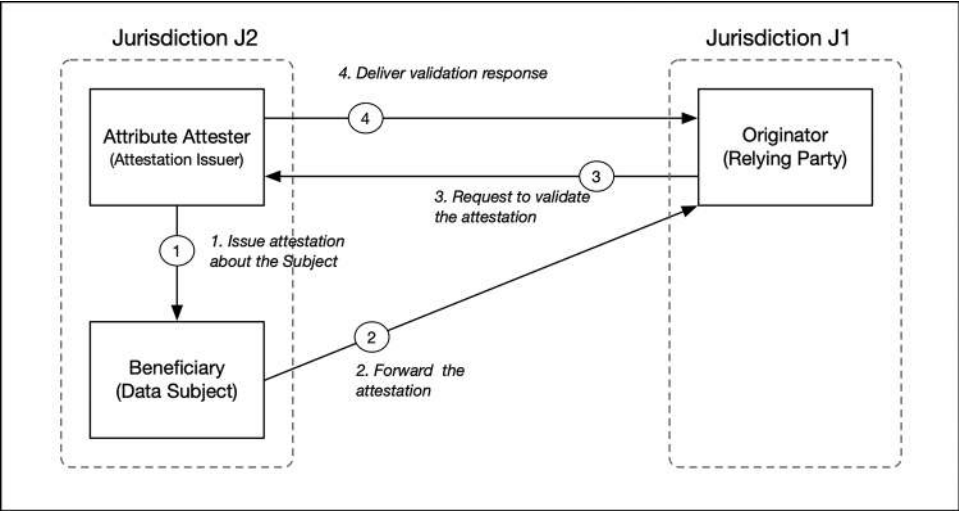 Jurisdiction J2
Jurisdiction J1
4. Deliver validation response
4
Attribute Attester
(Attestation Issuer)
Originator
(Relying Party)
3
3. Request to validate
the attestation
1
1. Issue attestation
about the Subject
2
2. Forward the
attestation
Beneficiary
(Data Subject)